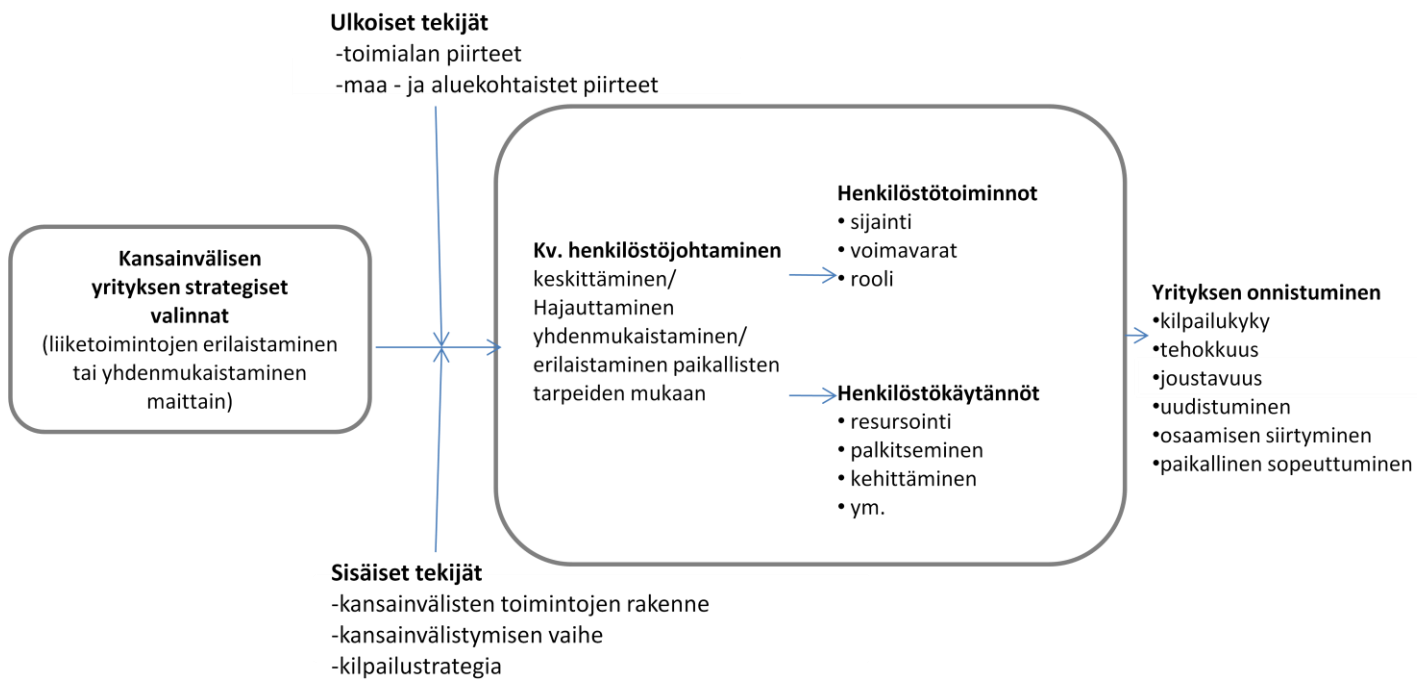 Ulkoiset tekijät
-toimialan piirteet
-maa - ja aluekohtaistet piirteet
Kansainvälisen
yrityksen strategiset
valinnat
(liiketoimintojen erilaistaminen
tai yhdenmukaistaminen
maittain)
Sisäiset tekijät
-kansainvälisten toimintojen rakenne
-kansainvälistymisen vaihe
-kilpailustrategia
Kv. henkilöstöjohtaminen
keskittäminen/
Hajauttaminen
yhdenmukaistaminen/
erilaistaminen paikallisten
tarpeiden mukaan
Henkilöstötoiminnot
• sijainti
• voimavarat
• rooli
Henkilöstökäytännöt
• resursointi
• palkitseminen
• kehittäminen
• ym.
Yrityksen onnistuminen
•kilpailukyky
•tehokkuus
•joustavuus
•uudistuminen
•osaamisen siirtyminen
•paikallinen sopeuttuminen